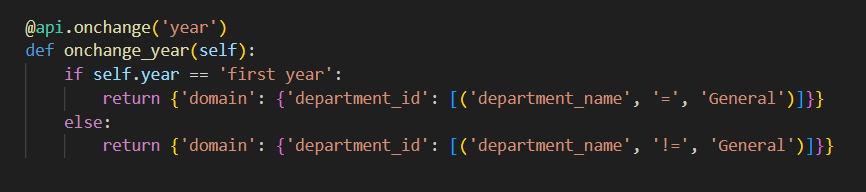 @api.onchange('year')
def onchange_year(self):
    if self.year == 'first year':
        return {'domain': {'department_id': [('department_name', '=', 'General')]}}
    else:
        return {'domain': {'department_id': [('department_name', '!=', 'General')]}}